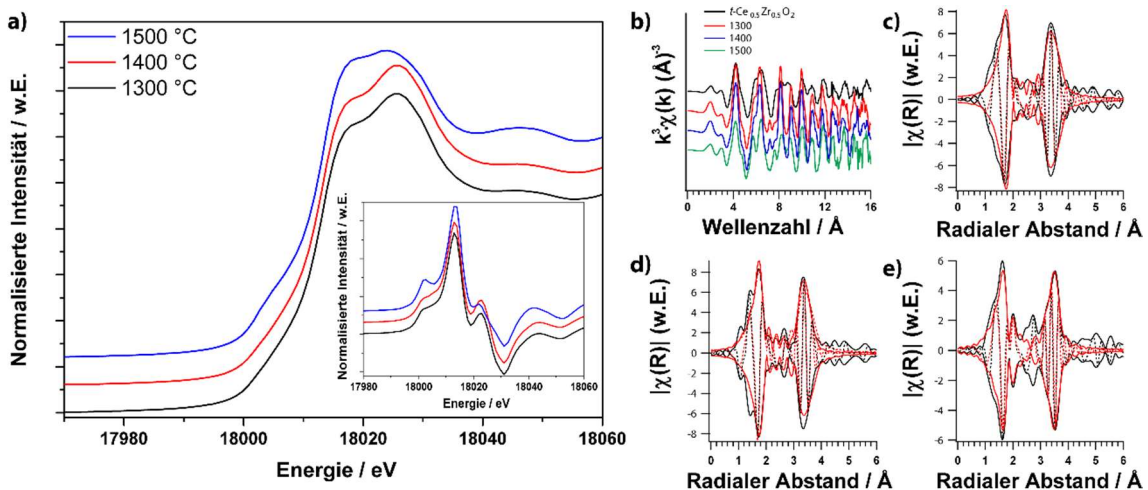 a)
Normalisierte Intensität / w.E.
1500 °C
1400 °C
1300 °C
17980 18000 18020 18040 18060
Energie / eV
Normalisierte Intensität / w.E.
17980 18000 18020 18040 18060
Energie / eV
b)
k³·χ(k) (Å)⁻³
t-Ce0.5Zr0.5O2
1300
1400
1500
0 4 8 12 16
Wellenzahl / Å
c)
|χ(R)| (w.E.)
8
6
4
2
0
-2
-4
-6
-8
0 1 2 3 4 5 6
Radialer Abstand / Å
d)
|χ(R)| (w.E.)
8
6
4
2
0
-2
-4
-6
-8
0 1 2 3 4 5 6
Radialer Abstand / Å
e)
|χ(R)| (w.E.)
6
4
2
0
-2
-4
-6
0 1 2 3 4 5 6
Radialer Abstand / Å